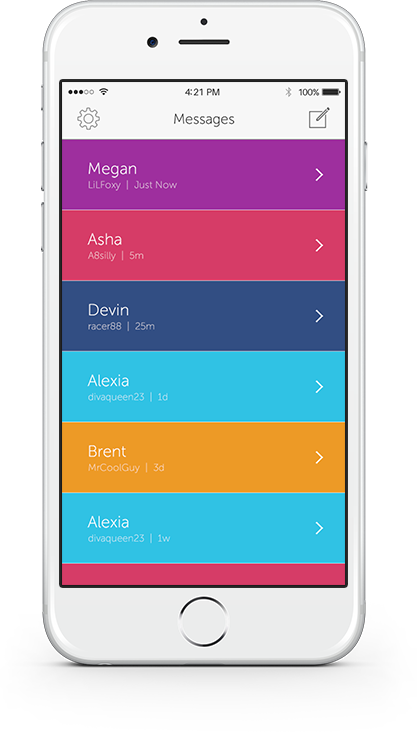 4:21 PM 100%
Messages
Megan
LiLFoxy | Just Now
Asha
A8silly | 5m
Devin
racer88 | 25m
Alexia
divaqueen23 | 1d
Brent
MrCoolGuy | 3d
Alexia
divaqueen23 | 1w